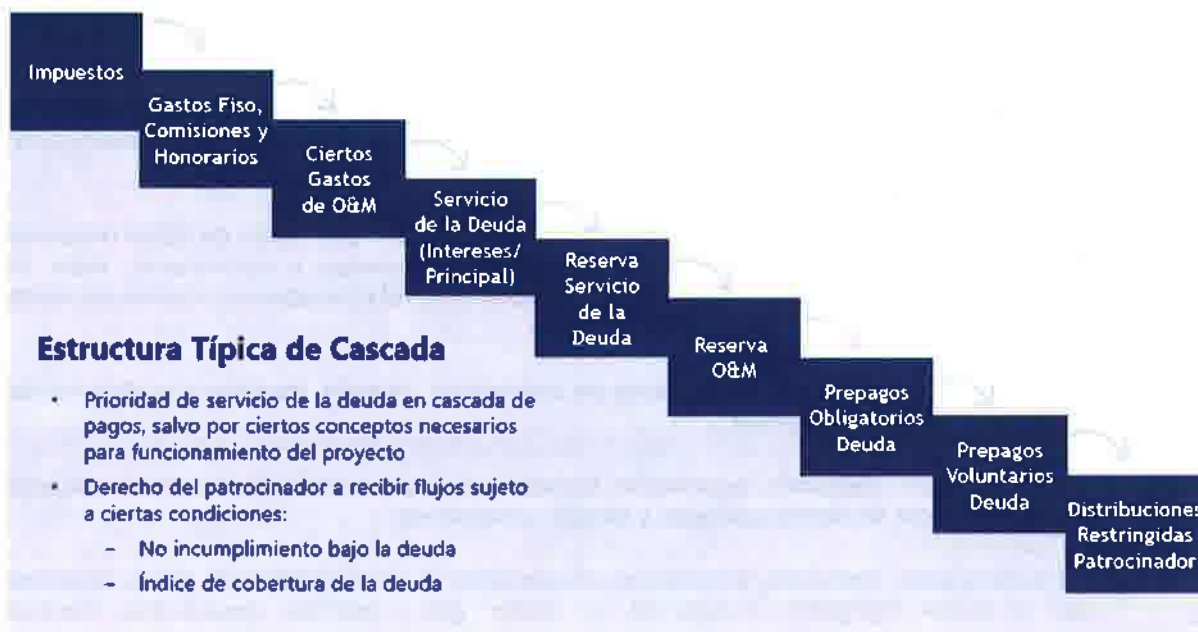 Impuestos
Gastos Fiso,
Comisiones y
Honorarios
Ciertos
Gastos
de O&M
Servicio
de la Deuda
(Intereses/
Principal)
Reserva
Servicio
de la
Deuda
Reserva
O&M
Prepagos
Obligatorios
Deuda
Prepagos
Voluntarios
Deuda
Distribuciones
Restringidas
Patrocinador
Estructura Típica de Cascada
• Prioridad de servicio de la deuda en cascada de
pagos, salvo por ciertos conceptos necesarios
para funcionamiento del proyecto
• Derecho del patrocinador a recibir flujos sujeto
a ciertas condiciones:
– No incumplimiento bajo la deuda
– Índice de cobertura de la deuda